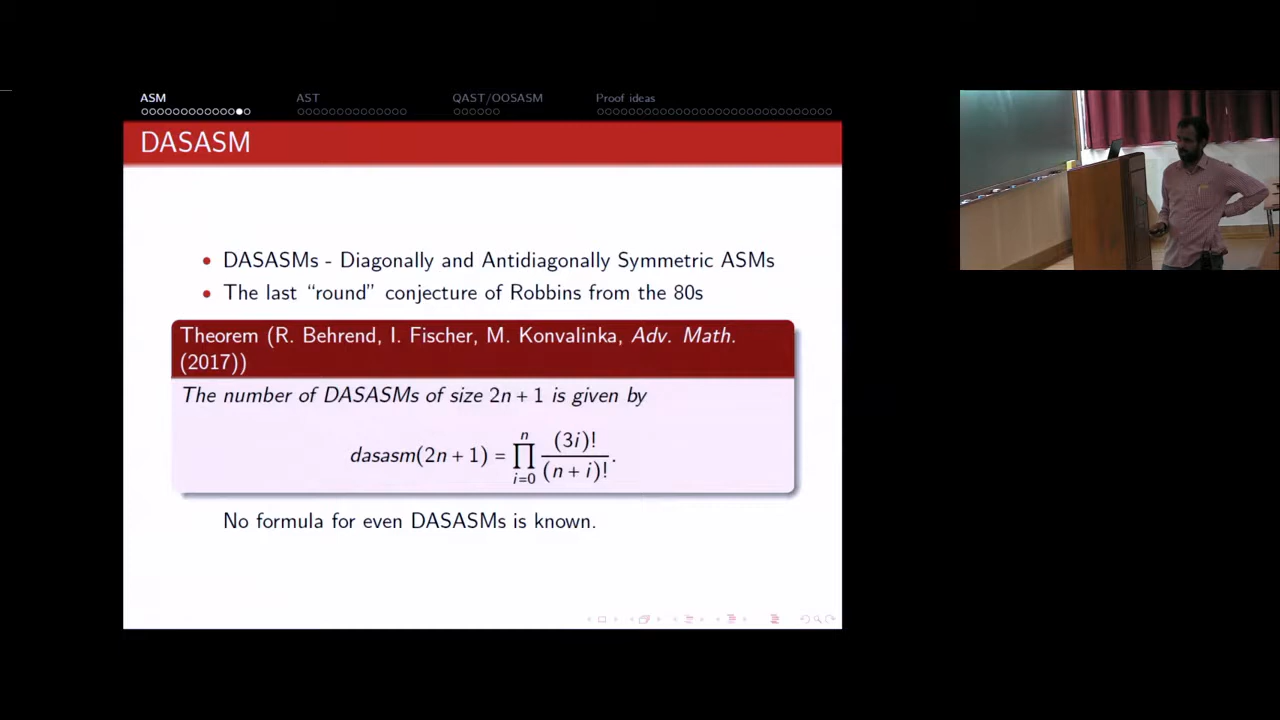 ASM AST QAST/OOSASM Proof ideas
DASASM
• DASASMs - Diagonally and Antidiagonally Symmetric ASMs
• The last “round” conjecture of Robbins from the 80s
Theorem (R. Behrend, I. Fischer, M. Konvalinka, Adv. Math.
(2017))
The number of DASASMs of size 2n + 1 is given by
dasasm(2n + 1) = ∏_{i=0}^{n} (3i)! / (n + i)! .
No formula for even DASASMs is known.